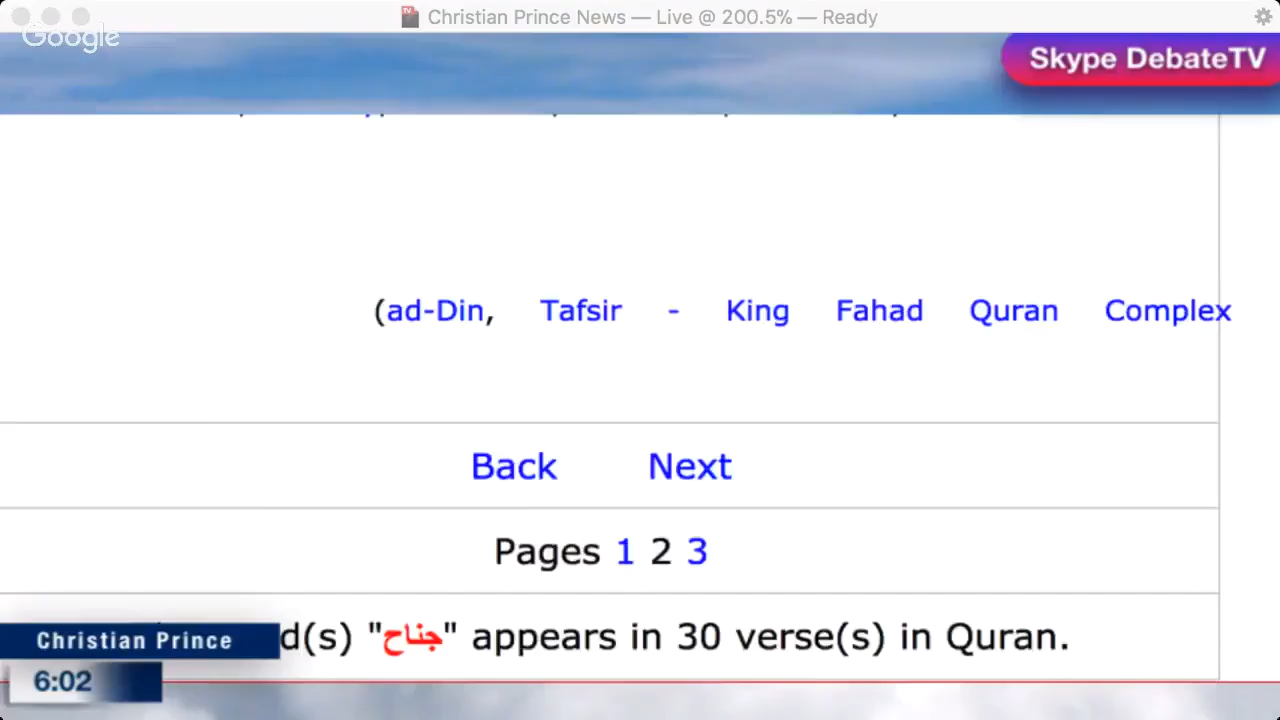 Christian Prince News — Live @ 200.5% — Ready
Google
Skype DebateTV
(ad-Din, Tafsir - King Fahad Quran Complex
Back Next
Pages 1 2 3
d(s) "جناح" appears in 30 verse(s) in Quran.
Christian Prince
6:02